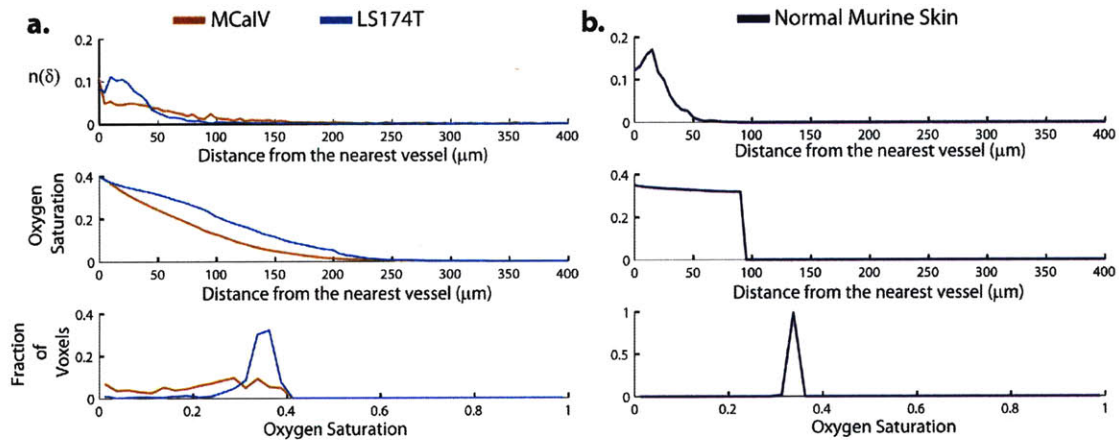 a. MCaIV LS174T
n(δ)
0.2
0.1
0
0 50 100 150 200 250 300 350 400
Distance from the nearest vessel (μm)
Oxygen
Saturation
0.4
0.2
0
0 50 100 150 200 250 300 350 400
Distance from the nearest vessel (μm)
Fraction
of
Voxels
0.4
0.2
0
0 0.2 0.4 0.6 0.8 1
Oxygen Saturation
b. Normal Murine Skin
0.2
0.1
0
0 50 100 150 200 250 300 350 400
Distance from the nearest vessel (μm)
0.4
0.2
0
0 50 100 150 200 250 300 350 400
Distance from the nearest vessel (μm)
1
0.5
0
0 0.2 0.4 0.6 0.8 1
Oxygen Saturation